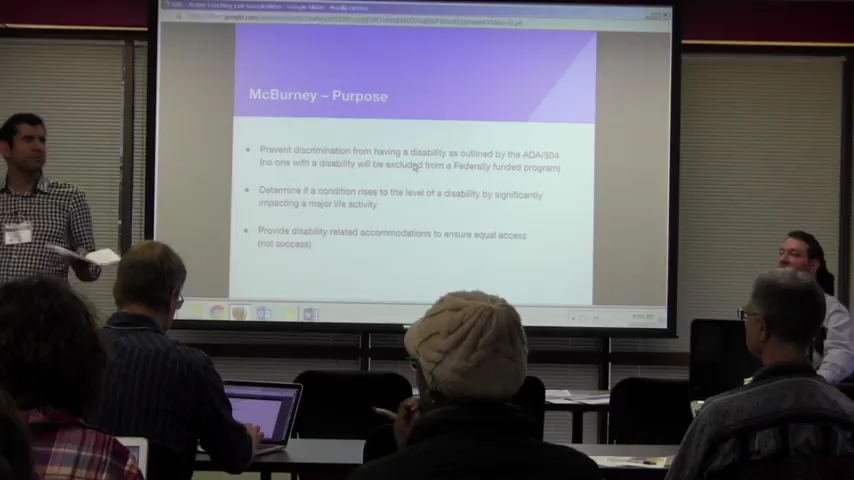 McBurney – Purpose
Prevent discrimination from having a disability as outlined by the ADA/504
(no one with a disability will be excluded from a Federally funded program)
Determine if a condition rises to the level of a disability by significantly
impacting a major life activity
Provide disability related accommodations to ensure equal access
(not success)